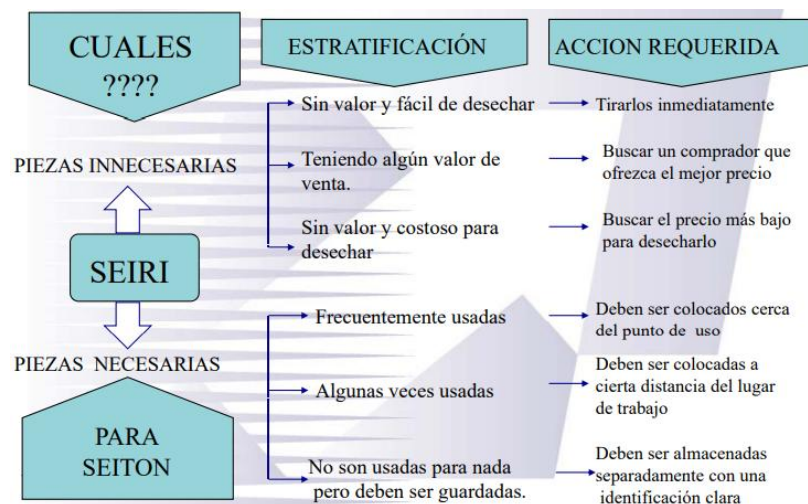 CUALES
????
ESTRATIFICACIÓN
ACCION REQUERIDA
Sin valor y fácil de desechar
Tirarlos inmediatamente
PIEZAS INNECESARIAS
Teniendo algún valor de
venta.
Buscar un comprador que
ofrezca el mejor precio
Sin valor y costoso para
desechar
Buscar el precio más bajo
para desecharlo
SEIRI
PIEZAS NECESARIAS
Frecuentemente usadas
Deben ser colocados cerca
del punto de uso
Algunas veces usadas
Deben ser colocadas a
cierta distancia del lugar
de trabajo
PARA
SEITON
No son usadas para nada
pero deben ser guardadas.
Deben ser almacenadas
separadamente con una
identificación clara